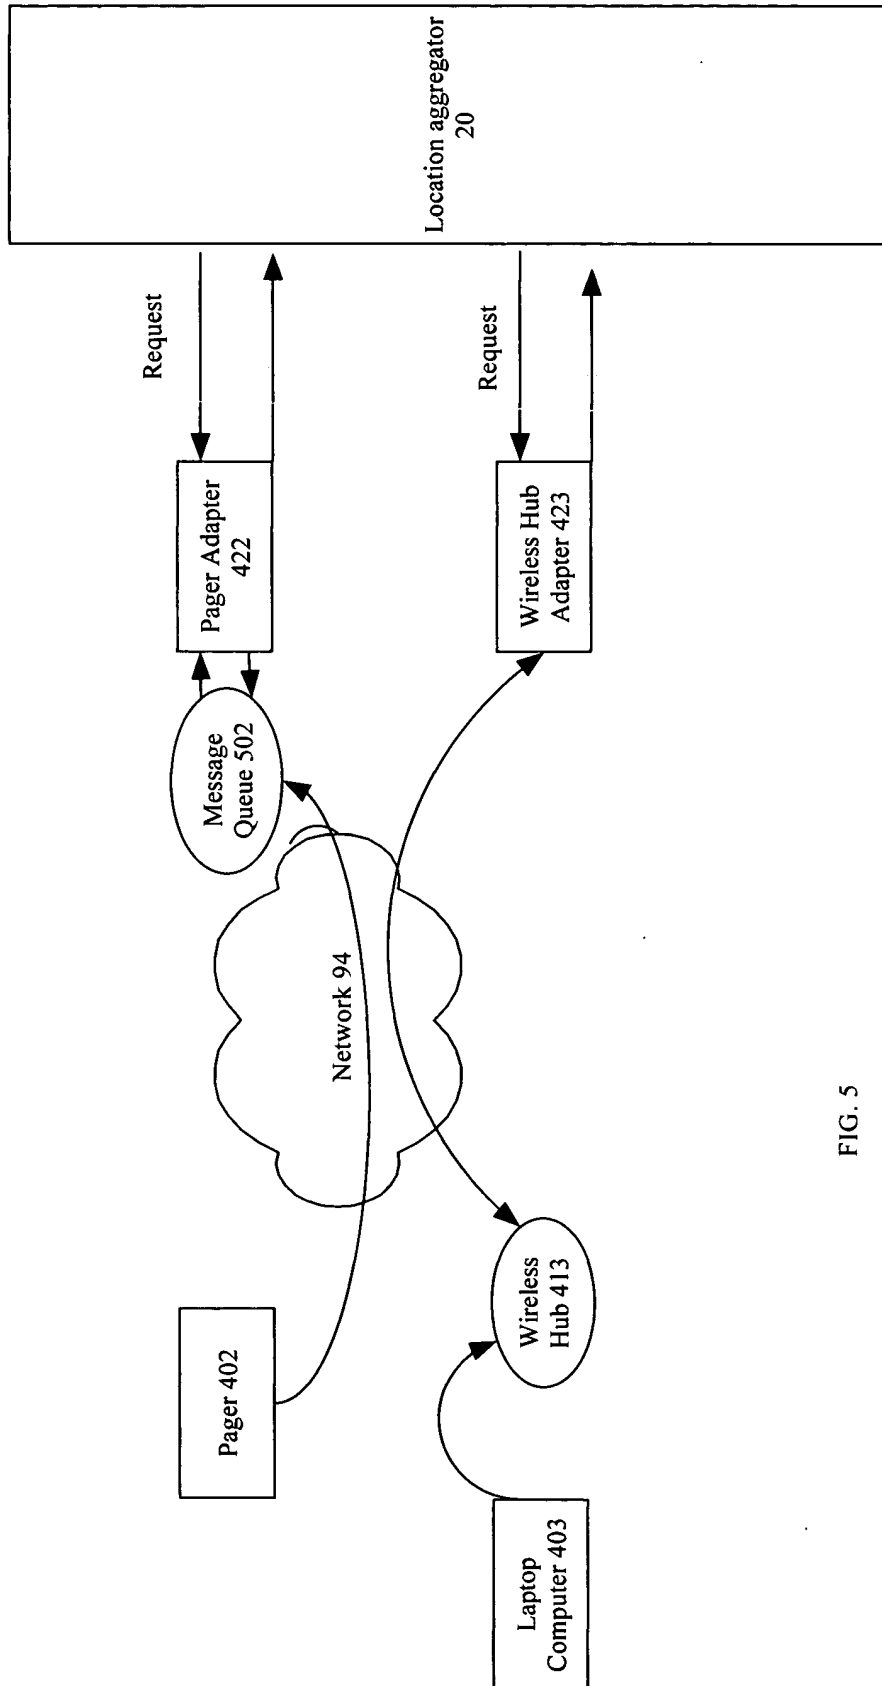 Pager 402
Network 94
Message
Queue 502
Pager Adapter
422
Request
Location aggregator
20
Laptop
Computer 403
Wireless
Hub 413
Wireless Hub
Adapter 423
Request
FIG. 5